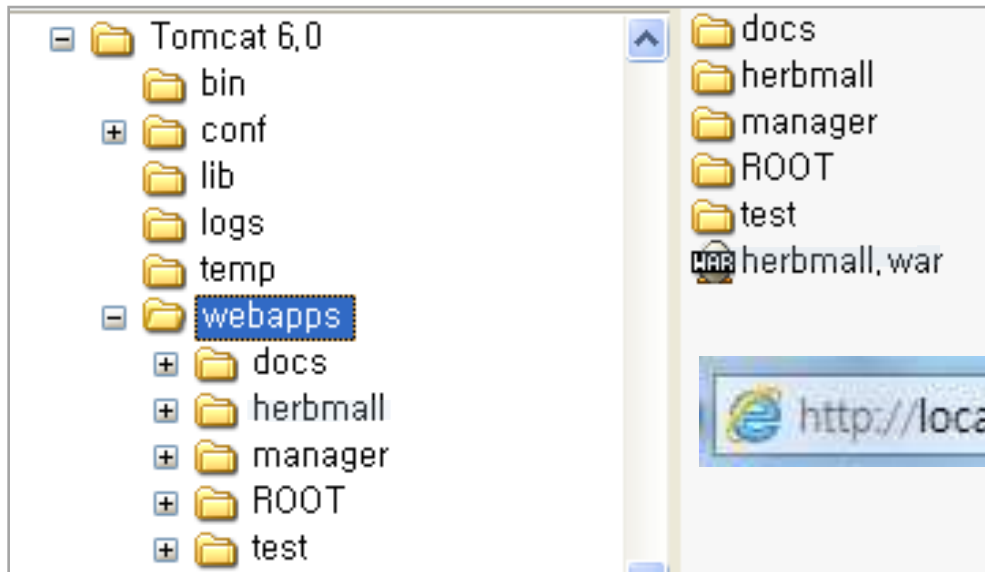 Tomcat 6,0
bin
conf
lib
logs
temp
webapps
docs
herbmall
manager
ROOT
test
docs
herbmall
manager
ROOT
test
WAR
herbmall, war
http://loca